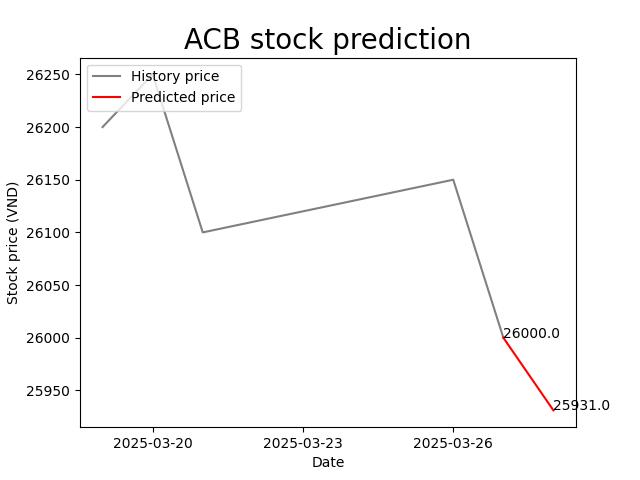 ACB stock prediction
History price
Predicted price
26250
26200
26150
26100
26050
26000
25950
Stock price (VND)
26000.0
25931.0
2025-03-20
2025-03-23
2025-03-26
Date